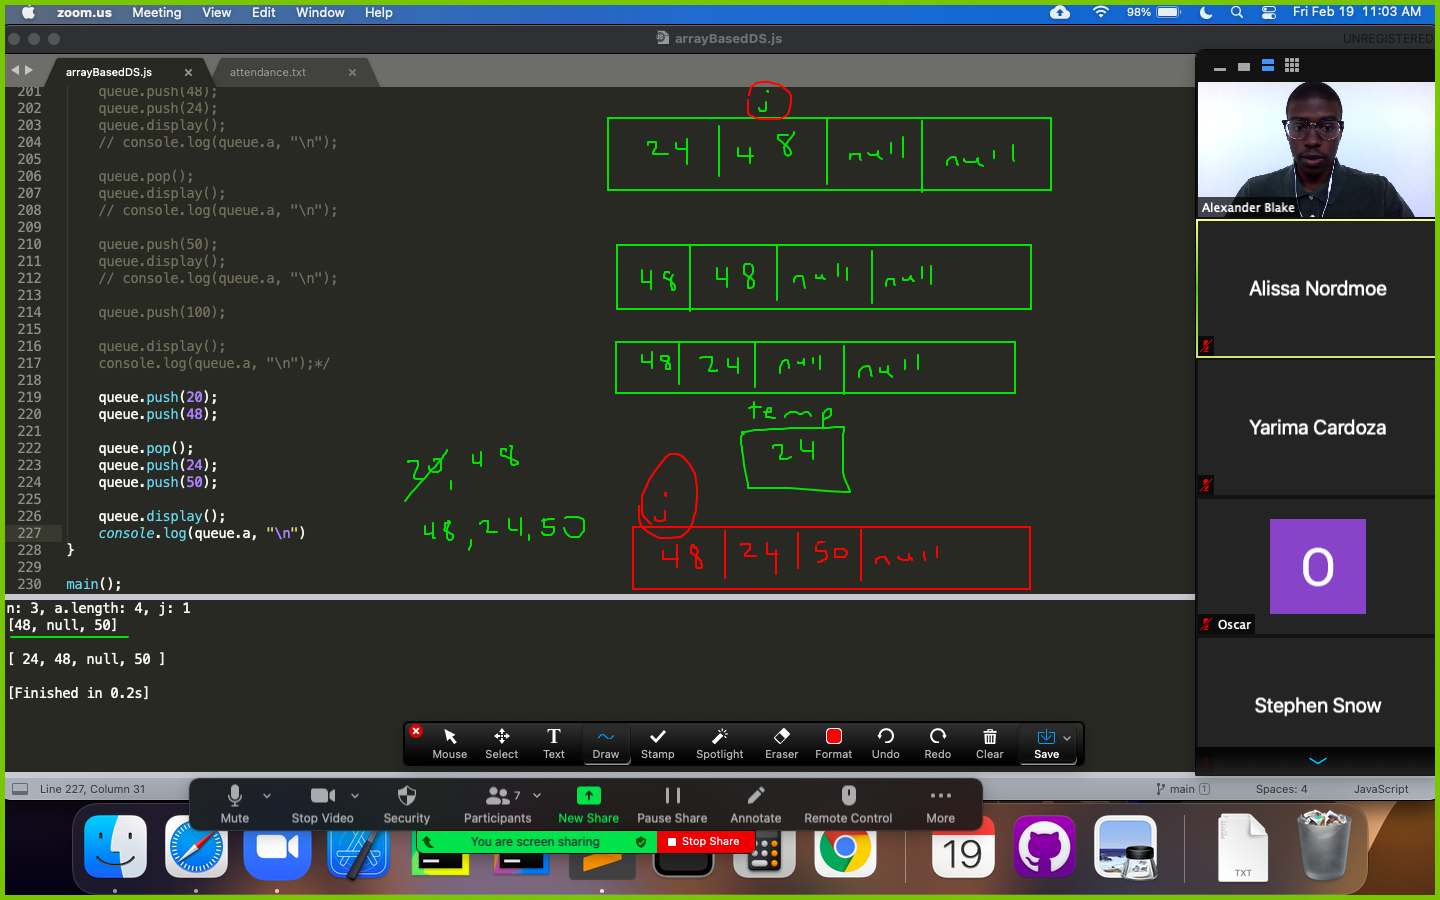 zoom.us Meeting View Edit Window Help 98% Fri Feb 19 11:03 AM
arrayBasedDS.js UNREGISTERED
arrayBasedDS.js attendance.txt
201 queue.push(48);
202 queue.push(24);
203 queue.display();
204 // console.log(queue.a, "\n");
205
206 queue.pop();
207 queue.display();
208 // console.log(queue.a, "\n");
209
210 queue.push(50);
211 queue.display();
212 // console.log(queue.a, "\n");
213
214 queue.push(100);
215
216 queue.display();
217 console.log(queue.a, "\n");*/
218
219 queue.push(20);
220 queue.push(48);
221
222 queue.pop();
223 queue.push(24);
224 queue.push(50);
225
226 queue.display();
227 console.log(queue.a, "\n")
228 }
229
230 main();
j
24 48 null null
48 48 null null
48 24 null null
temp
24
20, 48
48, 24, 50
j
48 24 50 null
n: 3, a.length: 4, j: 1
[48, null, 50]
[ 24, 48, null, 50 ]
[Finished in 0.2s]
Alexander Blake
Alissa Nordmoe
Yarima Cardoza
O
Oscar
Stephen Snow
Mouse Select Text Draw Stamp Spotlight Eraser Format Undo Redo Clear Save
Line 227, Column 31 main 1 Spaces: 4 JavaScript
Mute Stop Video Security Participants 7 New Share Pause Share Annotate Remote Control More
You are screen sharing Stop Share
19
TXT